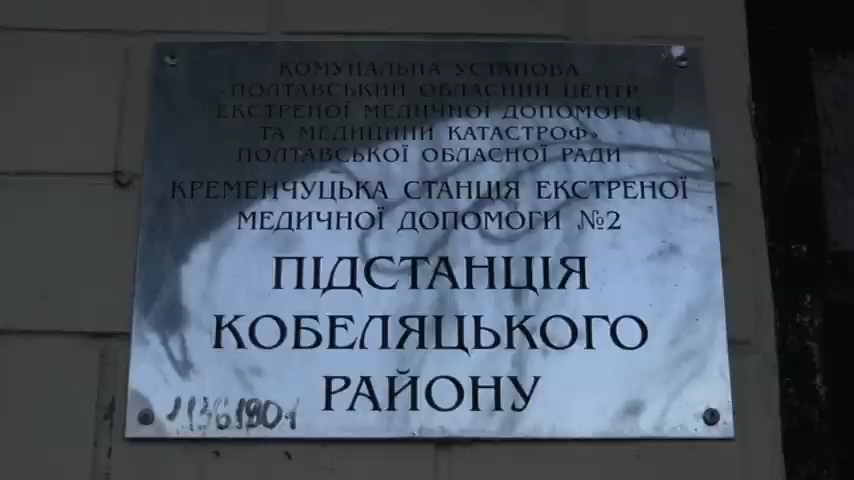 КОМУНАЛЬНА УСТАНОВА
«ПОЛТАВСЬКИЙ ОБЛАСНИЙ ЦЕНТР
ЕКСТРЕНОЇ МЕДИЧНОЇ ДОПОМОГИ
ТА МЕДИЦИНИ КАТАСТРОФ»
ПОЛТАВСЬКОЇ ОБЛАСНОЇ РАДИ
КРЕМЕНЧУЦЬКА СТАНЦІЯ ЕКСТРЕНОЇ
МЕДИЧНОЇ ДОПОМОГИ №2
ПІДСТАНЦІЯ
КОБЕЛЯЦЬКОГО
РАЙОНУ